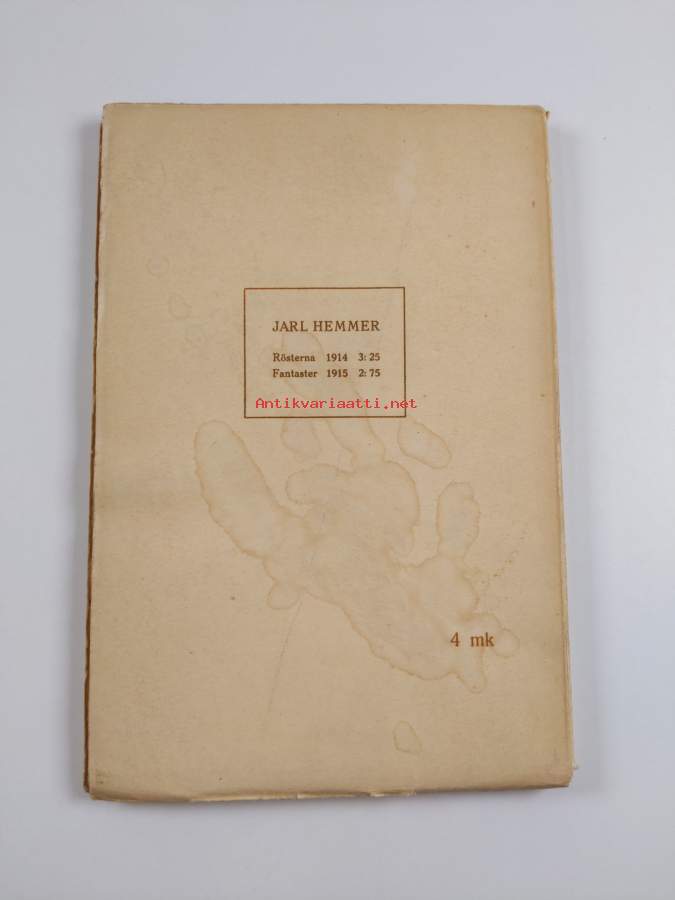 JARL HEMMER
Rösterna 1914 3:25
Fantaster 1915 2:75
Antikvariaatti.net
4 mk